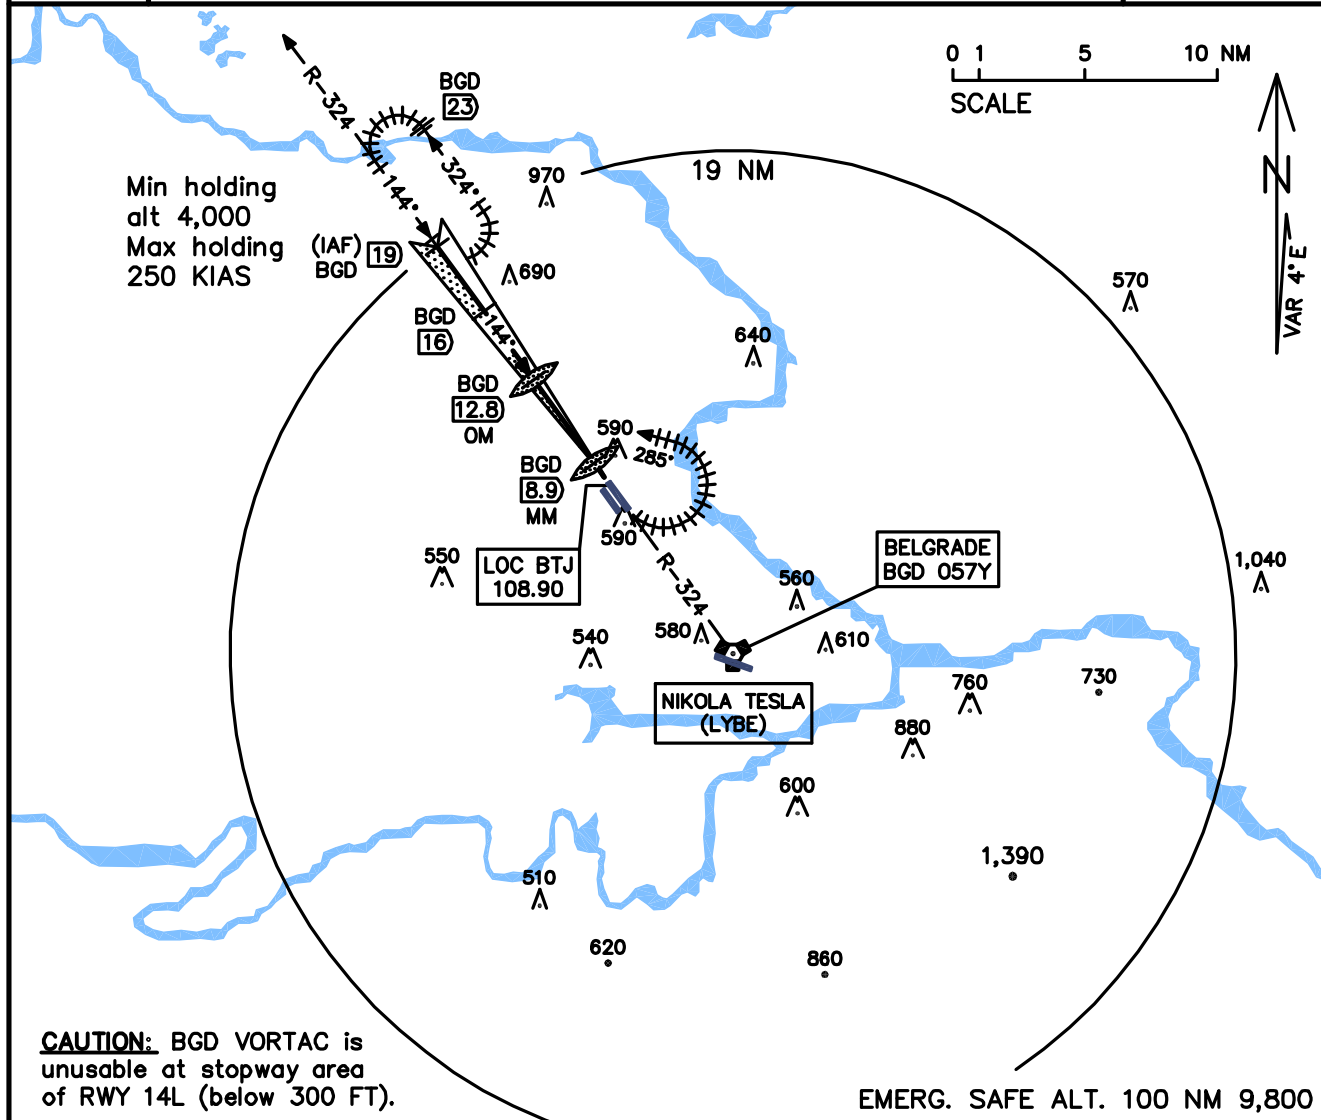 0 1 5 10 NM
SCALE
N
VAR 4°E
R-324
BGD
23
324°
144°
Min holding
alt 4,000
Max holding
250 KIAS
(IAF)
BGD
19
970
19 NM
690
570
640
BGD
16
144°
BGD
12.8
OM
590
285°
BGD
8.9
MM
590
LOC BTJ
108.90
R-324
BELGRADE
BGD 057Y
550
560
1,040
540
580
610
NIKOLA TESLA
(LYBE)
760
730
880
600
1,390
510
620
860
CAUTION: BGD VORTAC is
unusable at stopway area
of RWY 14L (below 300 FT).
EMERG. SAFE ALT. 100 NM 9,800